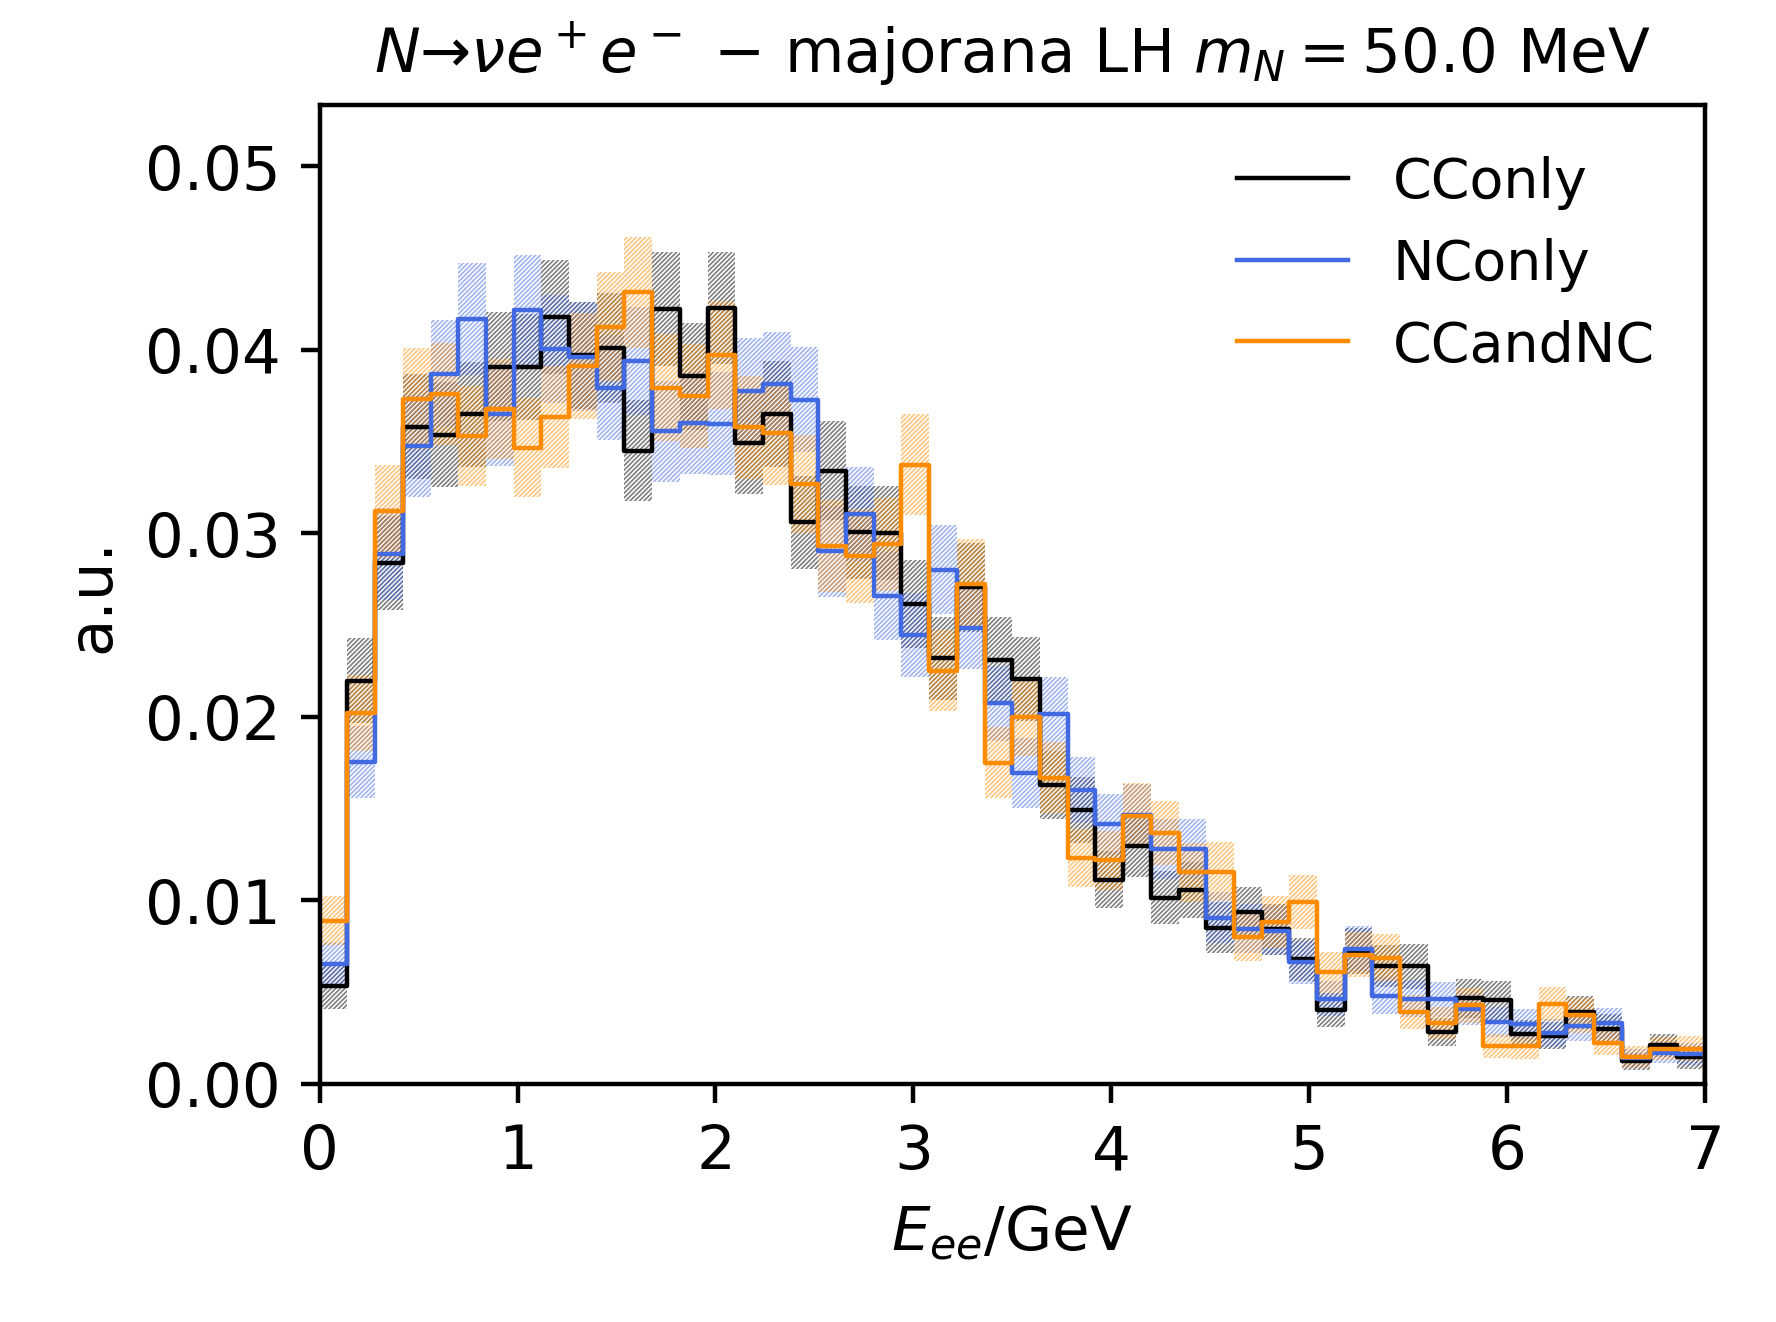 N→νe⁺e⁻ − majorana LH m_N = 50.0 MeV
CConly
NConly
CCandNC
0.05
0.04
0.03
0.02
0.01
0.00
a.u.
0 1 2 3 4 5 6 7
E_ee/GeV